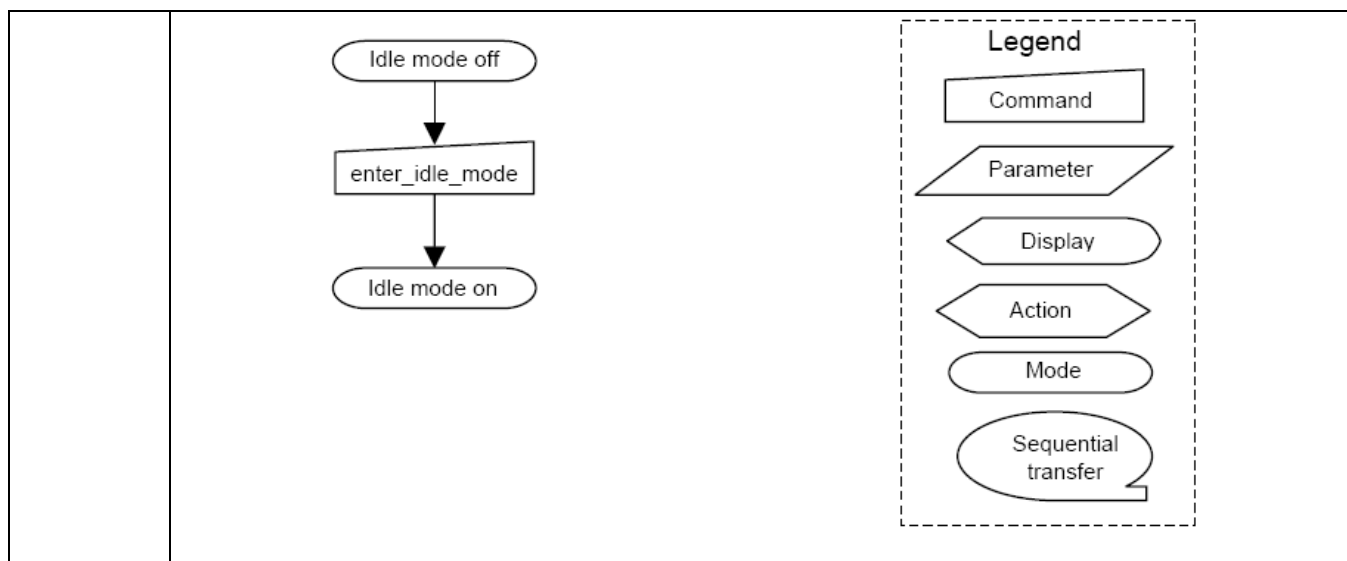 Idle mode off
enter_idle_mode
Idle mode on
Legend
Command
Parameter
Display
Action
Mode
Sequential
transfer